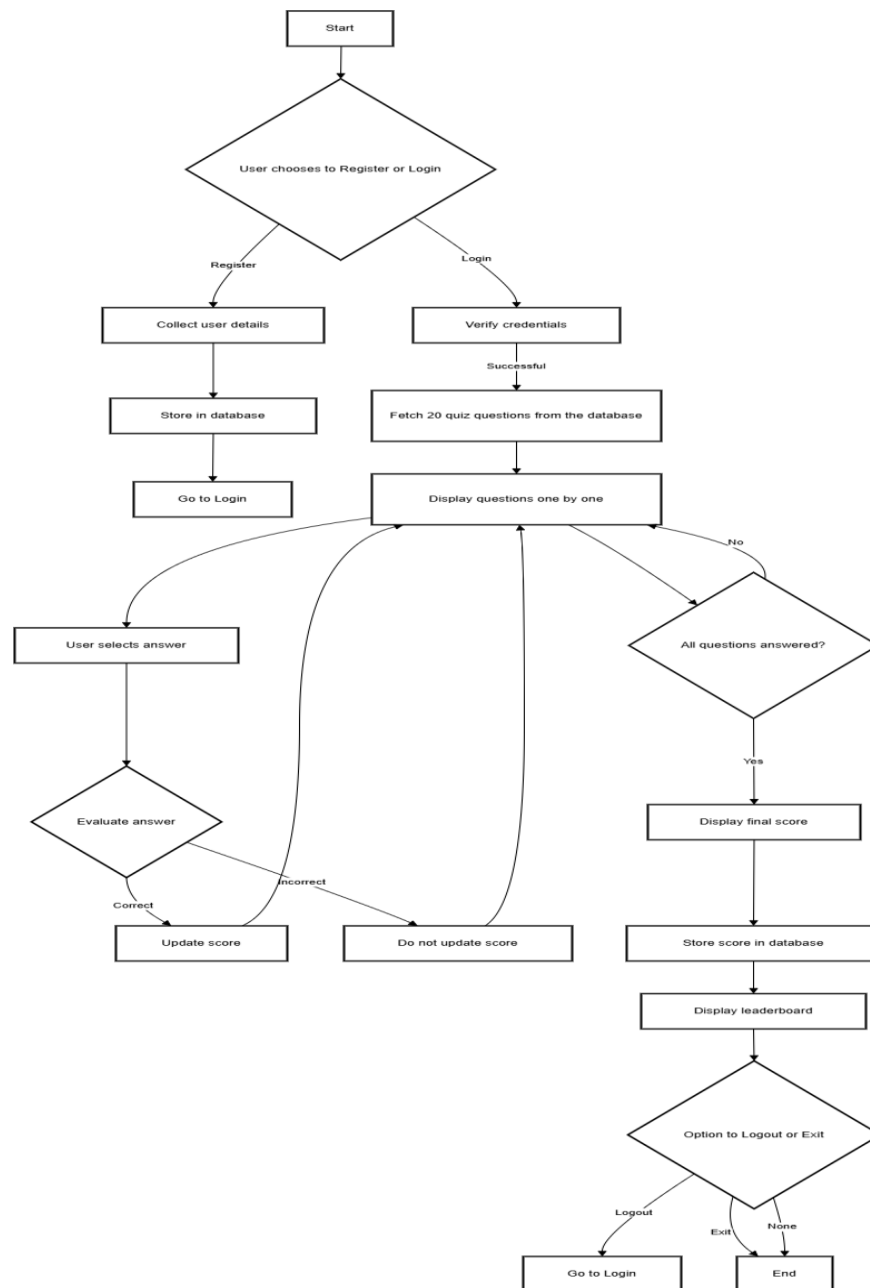 Start
User chooses to Register or Login
Register
Login
Collect user details
Verify credentials
Successful
Store in database
Fetch 20 quiz questions from the database
Go to Login
Display questions one by one
No
User selects answer
All questions answered?
Yes
Evaluate answer
Display final score
Incorrect
Correct
Update score
Do not update score
Store score in database
Display leaderboard
Option to Logout or Exit
Logout
Exit
None
Go to Login
End